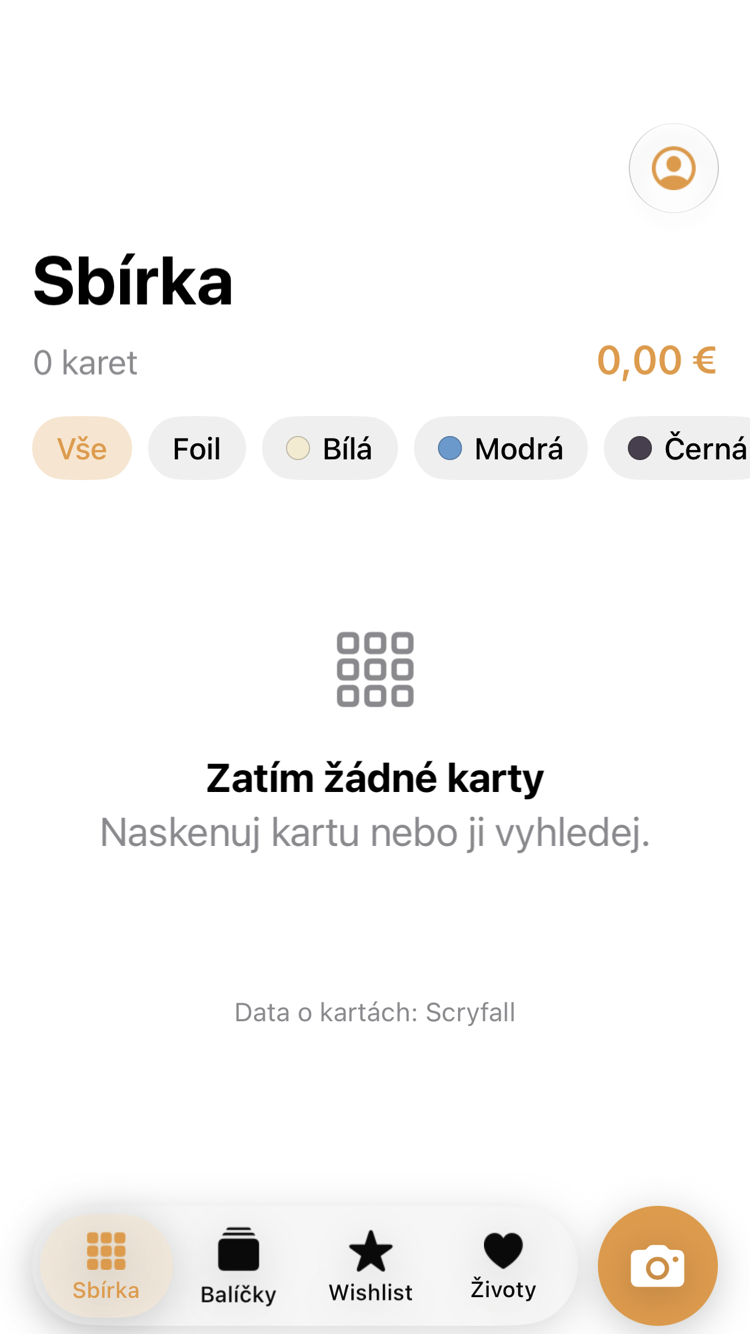 Sbírka
0 karet
0,00 €
Vše
Foil
Bílá
Modrá
Černá
Zatím žádné karty
Naskenuj kartu nebo ji vyhledej.
Data o kartách: Scryfall
Sbírka
Balíčky
Wishlist
Životy